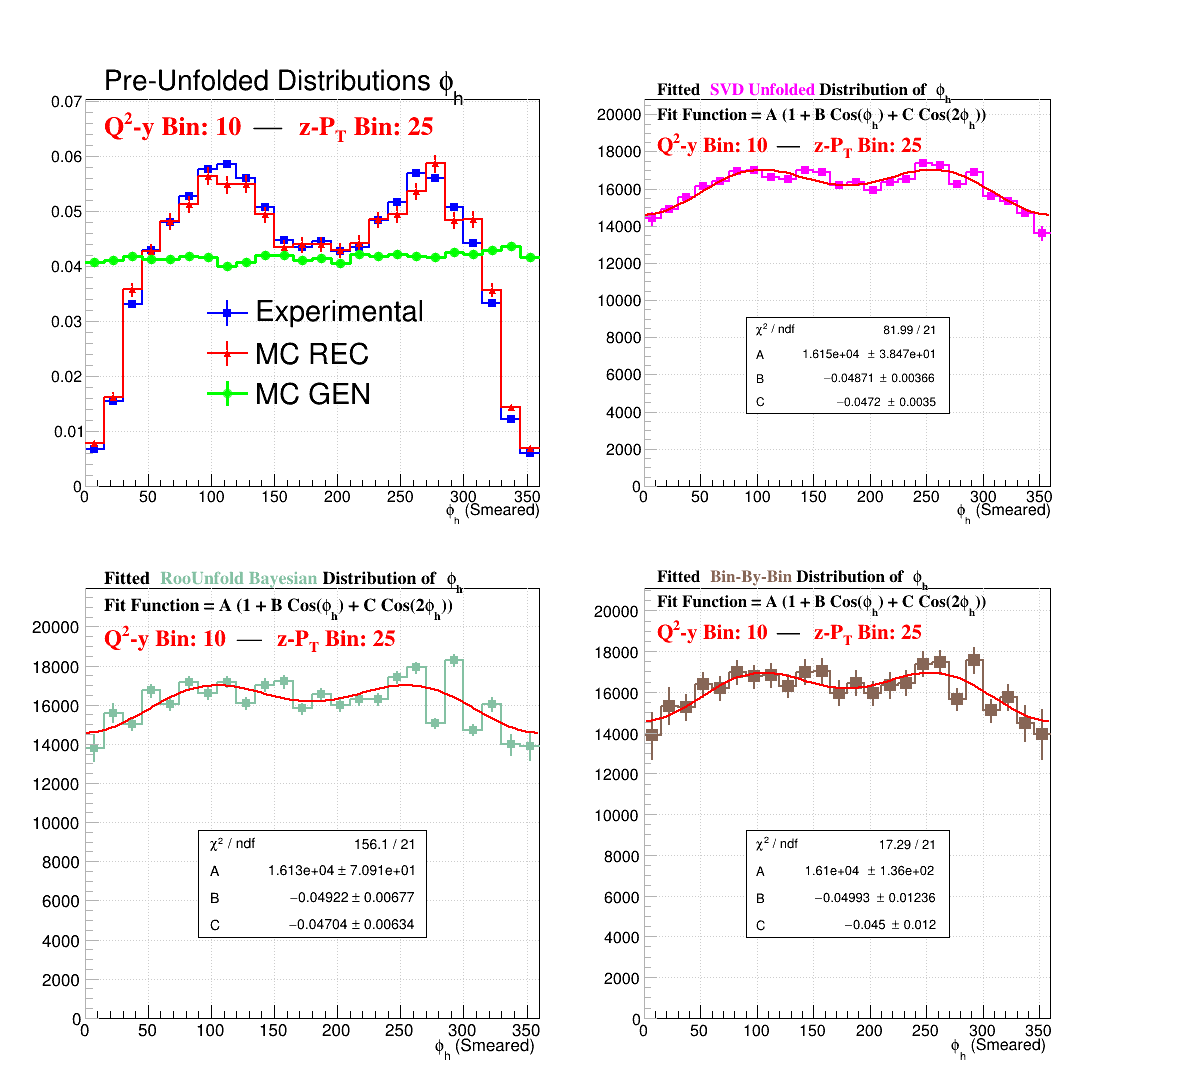 Pre-Unfolded Distributions ϕh
Q²-y Bin: 10 — z-PT Bin: 25
0.07
0.06
0.05
0.04
0.03
0.02
0.01
0
Experimental
MC REC
MC GEN
0 50 100 150 200 250 300 350
ϕh (Smeared)
Fitted SVD Unfolded Distribution of ϕh
Fit Function = A (1 + B Cos(ϕh) + C Cos(2ϕh))
Q²-y Bin: 10 — z-PT Bin: 25
20000
18000
16000
14000
12000
10000
8000
6000
4000
2000
0
χ² / ndf 81.99 / 21
A 1.615e+04 ± 3.847e+01
B −0.04871 ± 0.00366
C −0.0472 ± 0.0035
0 50 100 150 200 250 300 350
ϕh (Smeared)
Fitted RooUnfold Bayesian Distribution of ϕh
Fit Function = A (1 + B Cos(ϕh) + C Cos(2ϕh))
Q²-y Bin: 10 — z-PT Bin: 25
20000
18000
16000
14000
12000
10000
8000
6000
4000
2000
0
χ² / ndf 156.1 / 21
A 1.613e+04 ± 7.091e+01
B −0.04922 ± 0.00677
C −0.04704 ± 0.00634
0 50 100 150 200 250 300 350
ϕh (Smeared)
Fitted Bin-By-Bin Distribution of ϕh
Fit Function = A (1 + B Cos(ϕh) + C Cos(2ϕh))
Q²-y Bin: 10 — z-PT Bin: 25
20000
18000
16000
14000
12000
10000
8000
6000
4000
2000
0
χ² / ndf 17.29 / 21
A 1.61e+04 ± 1.36e+02
B −0.04993 ± 0.01236
C −0.045 ± 0.012
0 50 100 150 200 250 300 350
ϕh (Smeared)